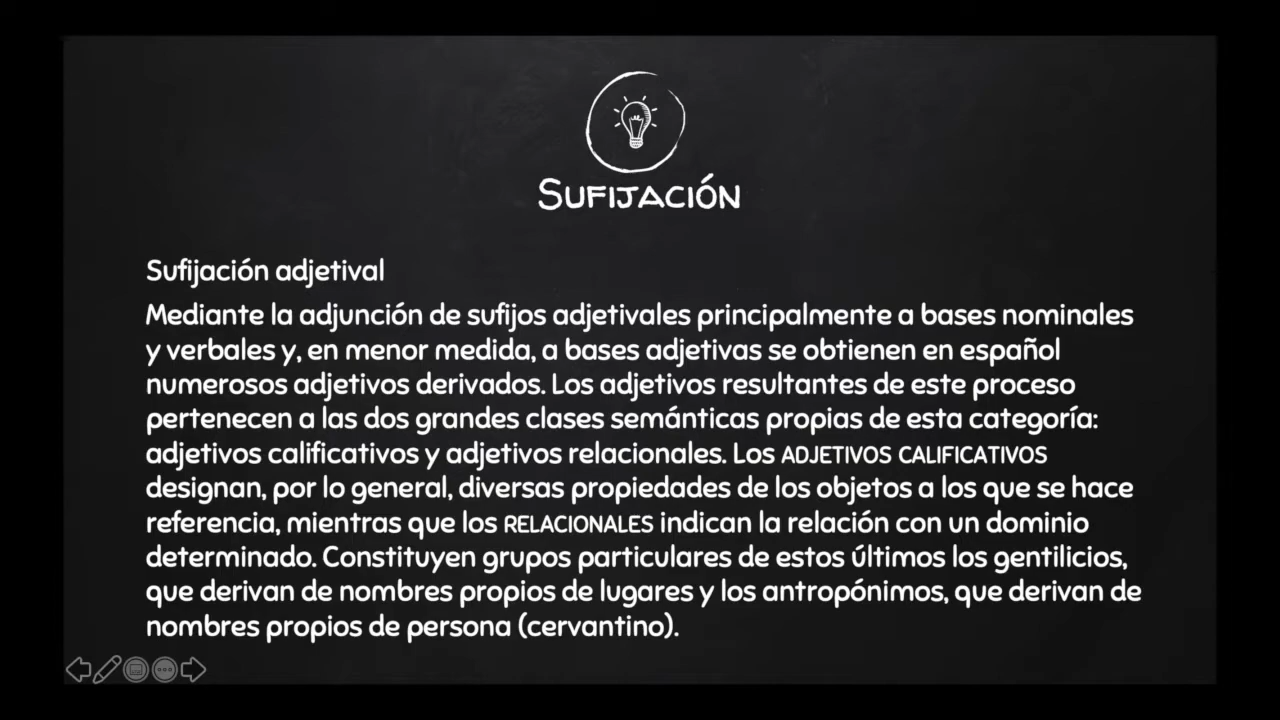 SUFIJACIÓN
Sufijación adjetival
Mediante la adjunción de sufijos adjetivales principalmente a bases nominales
y verbales y, en menor medida, a bases adjetivas se obtienen en español
numerosos adjetivos derivados. Los adjetivos resultantes de este proceso
pertenecen a las dos grandes clases semánticas propias de esta categoría:
adjetivos calificativos y adjetivos relacionales. Los ADJETIVOS CALIFICATIVOS
designan, por lo general, diversas propiedades de los objetos a los que se hace
referencia, mientras que los RELACIONALES indican la relación con un dominio
determinado. Constituyen grupos particulares de estos últimos los gentilicios,
que derivan de nombres propios de lugares y los antropónimos, que derivan de
nombres propios de persona (cervantino).